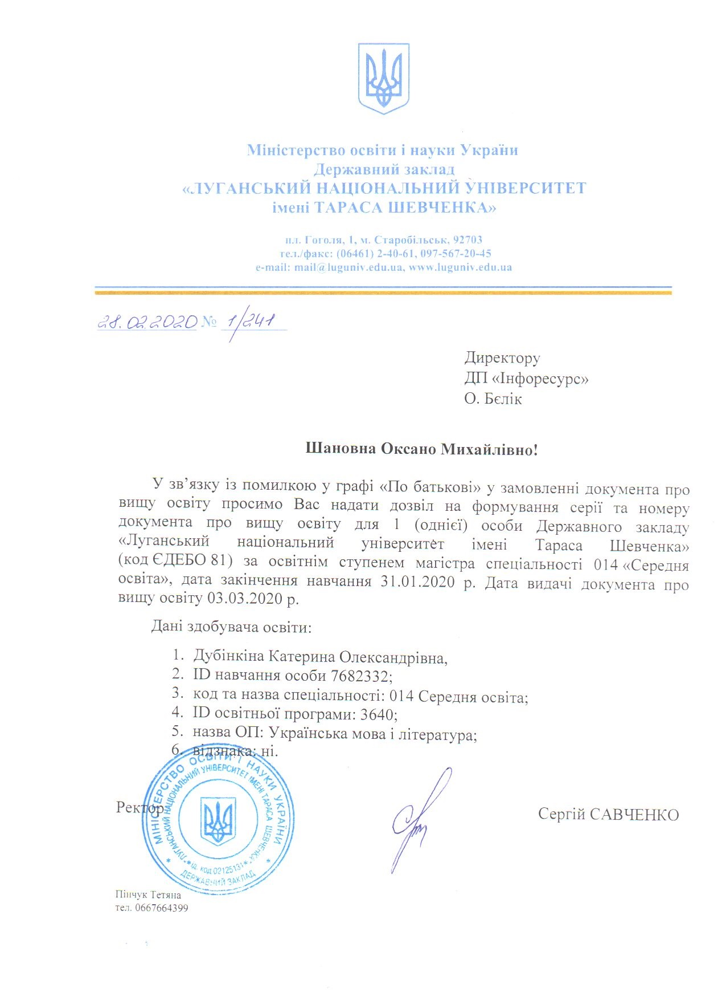 Міністерство освіти і науки України
Державний заклад
«ЛУГАНСЬКИЙ НАЦІОНАЛЬНИЙ УНІВЕРСИТЕТ
імені ТАРАСА ШЕВЧЕНКА»
пл. Гоголя, 1, м. Старобільськ, 92703
тел./факс: (06461) 2-40-61, 097-567-20-45
e-mail: mail@luguniv.edu.ua, www.luguniv.edu.ua
28.02.2020 № 1/241
Директору
ДП «Інфоресурс»
О. Бєлік
Шановна Оксано Михайлівно!
У зв’язку із помилкою у графі «По батькові» у замовленні документа про
вищу освіту просимо Вас надати дозвіл на формування серії та номеру
документа про вищу освіту для 1 (однієї) особи Державного закладу
«Луганський національний університет імені Тараса Шевченка»
(код ЄДЕБО 81) за освітнім ступенем магістра спеціальності 014 «Середня
освіта», дата закінчення навчання 31.01.2020 р. Дата видачі документа про
вищу освіту 03.03.2020 р.
Дані здобувача освіти:
1. Дубінкіна Катерина Олександрівна,
2. ID навчання особи 7682332;
3. код та назва спеціальності: 014 Середня освіта;
4. ID освітньої програми: 3640;
5. назва ОП: Українська мова і література;
6. відзнака: ні.
Ректор
Сергій САВЧЕНКО
МІНІСТЕРСТВО ОСВІТИ І НАУКИ УКРАЇНИ
* ДЕРЖАВНИЙ ЗАКЛАД *
"ЛУГАНСЬКИЙ НАЦІОНАЛЬНИЙ УНІВЕРСИТЕТ ІМЕНІ ТАРАСА ШЕВЧЕНКА"
* ід. код 02125131 *
Пінчук Тетяна
тел. 0667664399